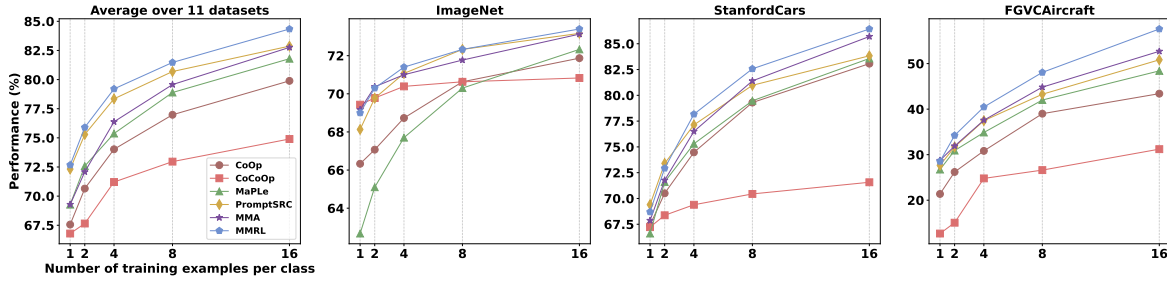 Average over 11 datasets
85.0
82.5
80.0
77.5
75.0
72.5
70.0
67.5
Performance (%)
1 2 4 8 16
Number of training examples per class
CoOp
CoCoOp
MaPLe
PromptSRC
MMA
MMRL
ImageNet
72
70
68
66
64
1 2 4 8 16
StanfordCars
85.0
82.5
80.0
77.5
75.0
72.5
70.0
67.5
1 2 4 8 16
FGVCAircraft
50
40
30
20
1 2 4 8 16